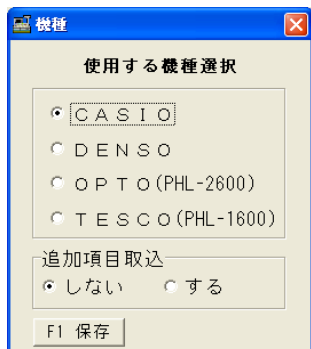 機種
使用する機種選択
ＣＡＳＩＯ
ＤＥＮＳＯ
ＯＰＴＯ(PHL-2600)
ＴＥＳＣＯ(PHL-1600)
追加項目取込
しない する
F1 保存